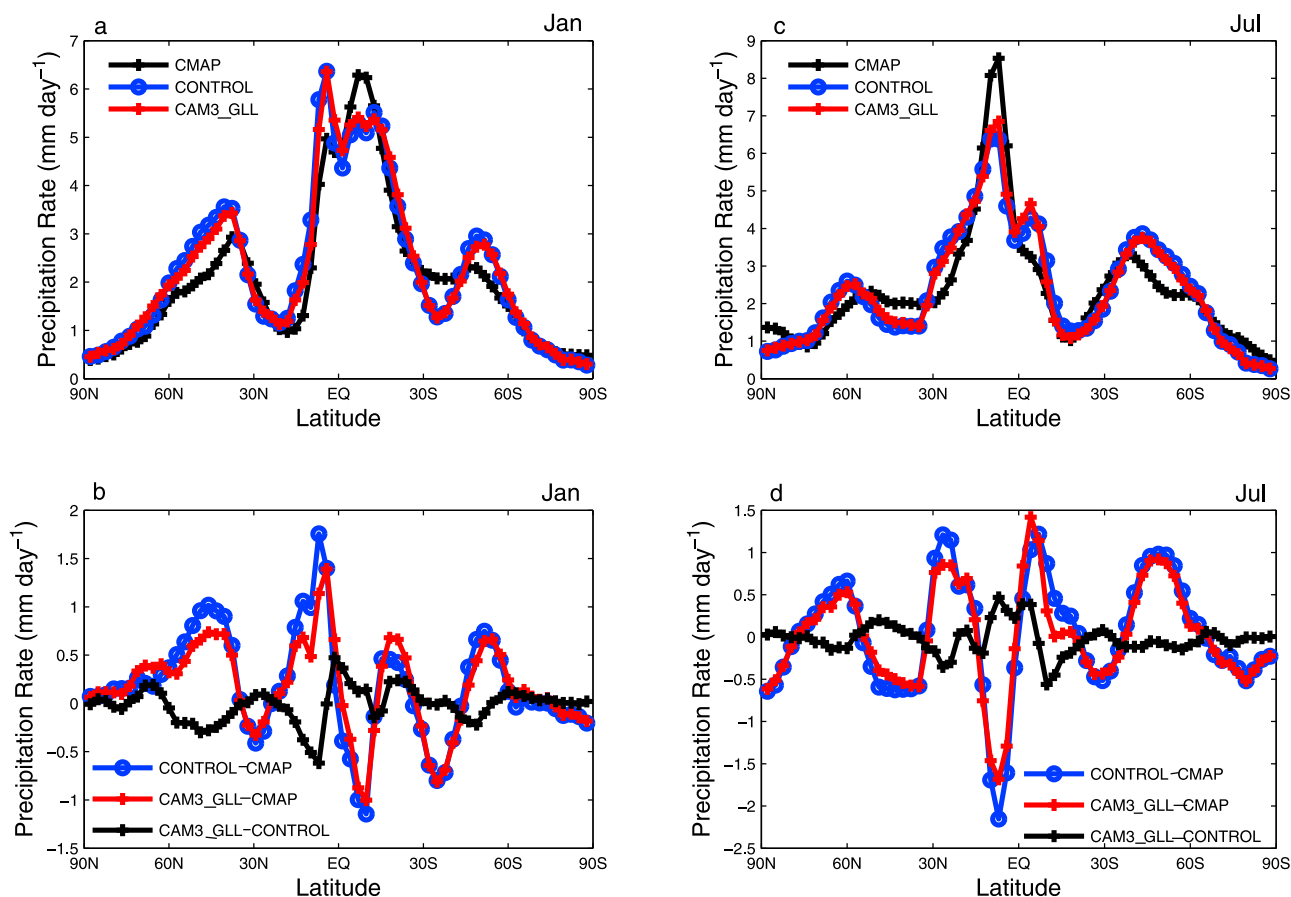 a
Jan
7
6
5
4
3
2
1
0
Precipitation Rate (mm day⁻¹)
CMAP
CONTROL
CAM3_GLL
90N 60N 30N EQ 30S 60S 90S
Latitude
c
Jul
9
8
7
6
5
4
3
2
1
0
Precipitation Rate (mm day⁻¹)
CMAP
CONTROL
CAM3_GLL
90N 60N 30N EQ 30S 60S 90S
Latitude
b
Jan
2
1.5
1
0.5
0
−0.5
−1
−1.5
Precipitation Rate (mm day⁻¹)
CONTROL−CMAP
CAM3_GLL−CMAP
CAM3_GLL−CONTROL
90N 60N 30N EQ 30S 60S 90S
Latitude
d
Jul
1.5
1
0.5
0
−0.5
−1
−1.5
−2
−2.5
Precipitation Rate (mm day⁻¹)
CONTROL−CMAP
CAM3_GLL−CMAP
CAM3_GLL−CONTROL
90N 60N 30N EQ 30S 60S 90S
Latitude